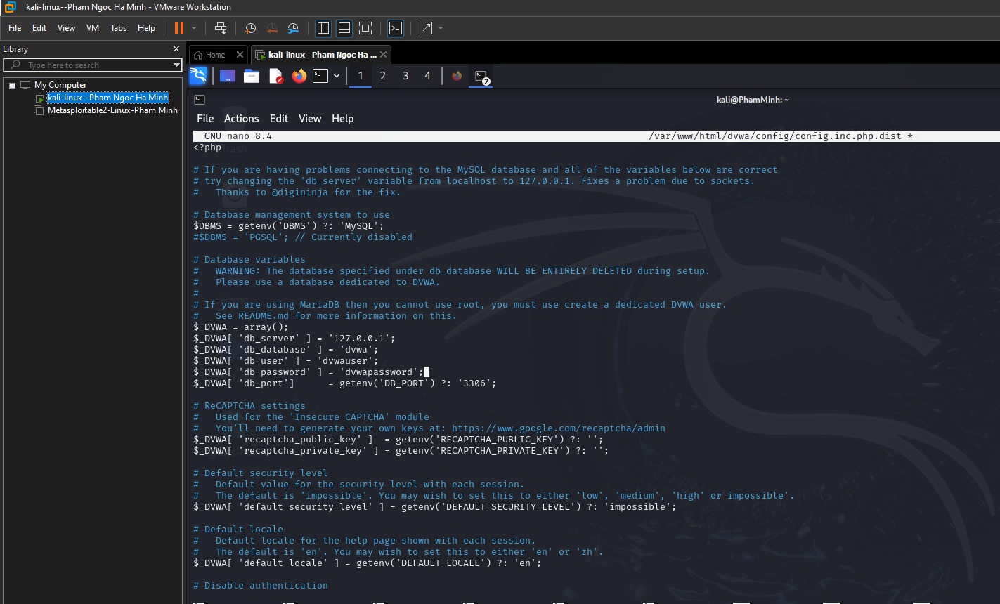 kali-linux--Pham Ngoc Ha Minh - VMware Workstation
File Edit View VM Tabs Help
Library
Type here to search
My Computer
kali-linux--Pham Ngoc Ha Minh
Metasploitable2-Linux-Pham Minh
Home
kali-linux--Pham Ngoc Ha ...
1 2 3 4
2
kali@PhamMinh: ~
File Actions Edit View Help
GNU nano 8.4 /var/www/html/dvwa/config/config.inc.php.dist *
<?php
# If you are having problems connecting to the MySQL database and all of the variables below are correct
# try changing the 'db_server' variable from localhost to 127.0.0.1. Fixes a problem due to sockets.
#   Thanks to @digininja for the fix.
# Database management system to use
$DBMS = getenv('DBMS') ?: 'MySQL';
#$DBMS = 'PGSQL'; // Currently disabled
# Database variables
#   WARNING: The database specified under db_database WILL BE ENTIRELY DELETED during setup.
#   Please use a database dedicated to DVWA.
#
# If you are using MariaDB then you cannot use root, you must use create a dedicated DVWA user.
#   See README.md for more information on this.
$_DVWA = array();
$_DVWA[ 'db_server' ] = '127.0.0.1';
$_DVWA[ 'db_database' ] = 'dvwa';
$_DVWA[ 'db_user' ] = 'dvwauser';
$_DVWA[ 'db_password' ] = 'dvwapassword';
$_DVWA[ 'db_port']      = getenv('DB_PORT') ?: '3306';
# ReCAPTCHA settings
#   Used for the 'Insecure CAPTCHA' module
#   You'll need to generate your own keys at: https://www.google.com/recaptcha/admin
$_DVWA[ 'recaptcha_public_key' ]  = getenv('RECAPTCHA_PUBLIC_KEY') ?: '';
$_DVWA[ 'recaptcha_private_key' ] = getenv('RECAPTCHA_PRIVATE_KEY') ?: '';
# Default security level
#   Default value for the security level with each session.
#   The default is 'impossible'. You may wish to set this to either 'low', 'medium', 'high' or impossible'.
$_DVWA[ 'default_security_level' ] = getenv('DEFAULT_SECURITY_LEVEL') ?: 'impossible';
# Default locale
#   Default locale for the help page shown with each session.
#   The default is 'en'. You may wish to set this to either 'en' or 'zh'.
$_DVWA[ 'default_locale' ] = getenv('DEFAULT_LOCALE') ?: 'en';
# Disable authentication